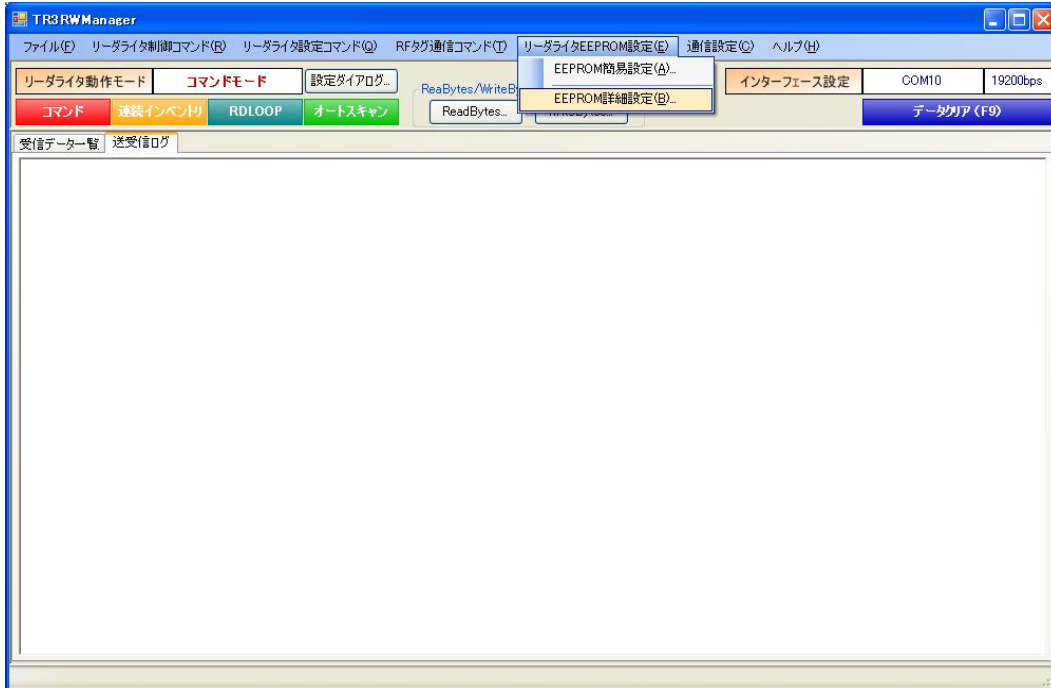 TR3RWManager
ファイル(F) リーダライタ制御コマンド(R) リーダライタ設定コマンド(Q) RFタグ通信コマンド(T) リーダライタEEPROM設定(E) 通信設定(C) ヘルプ(H)
EEPROM簡易設定(A)...
EEPROM詳細設定(B)...
リーダライタ動作モード コマンドモード 設定ダイアログ... ReaBytes/WriteB インターフェース設定 COM10 19200bps
コマンド 連続インベントリ RDLOOP オートスキャン ReadBytes... データクリア(F9)
受信データ一覧 送受信ログ